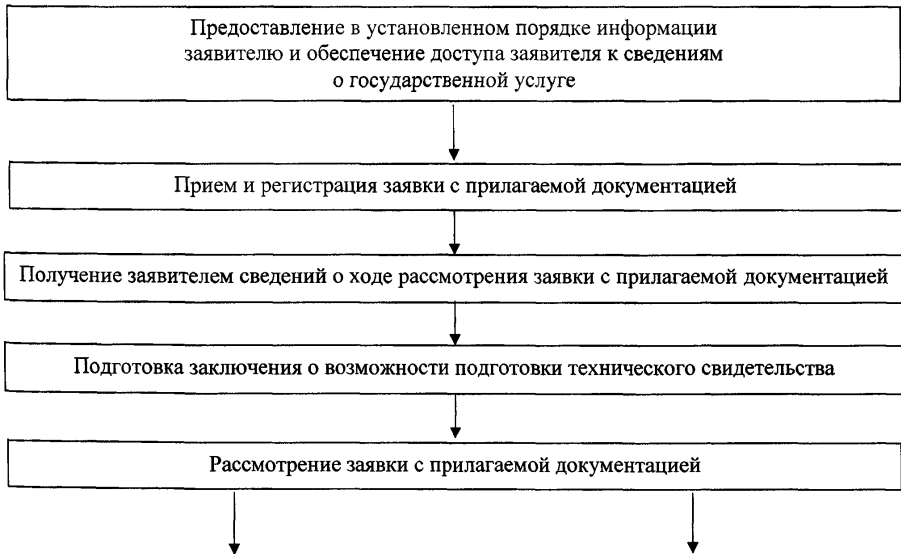 Предоставление в установленном порядке информации
заявителю и обеспечение доступа заявителя к сведениям
о государственной услуге
Прием и регистрация заявки с прилагаемой документацией
Получение заявителем сведений о ходе рассмотрения заявки с прилагаемой документацией
Подготовка заключения о возможности подготовки технического свидетельства
Рассмотрение заявки с прилагаемой документацией